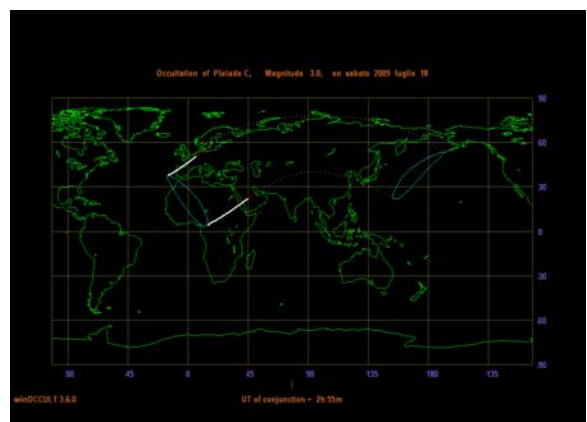 Occultation of Pleiade C, Magnitude 3.0, on sabato 2009 luglio 18
90
60
30
0
-30
-60
-90
-90 -45 0 45 90 135 180 -135
winOCCULT 3.6.0 UT of conjunction = 2h 55m